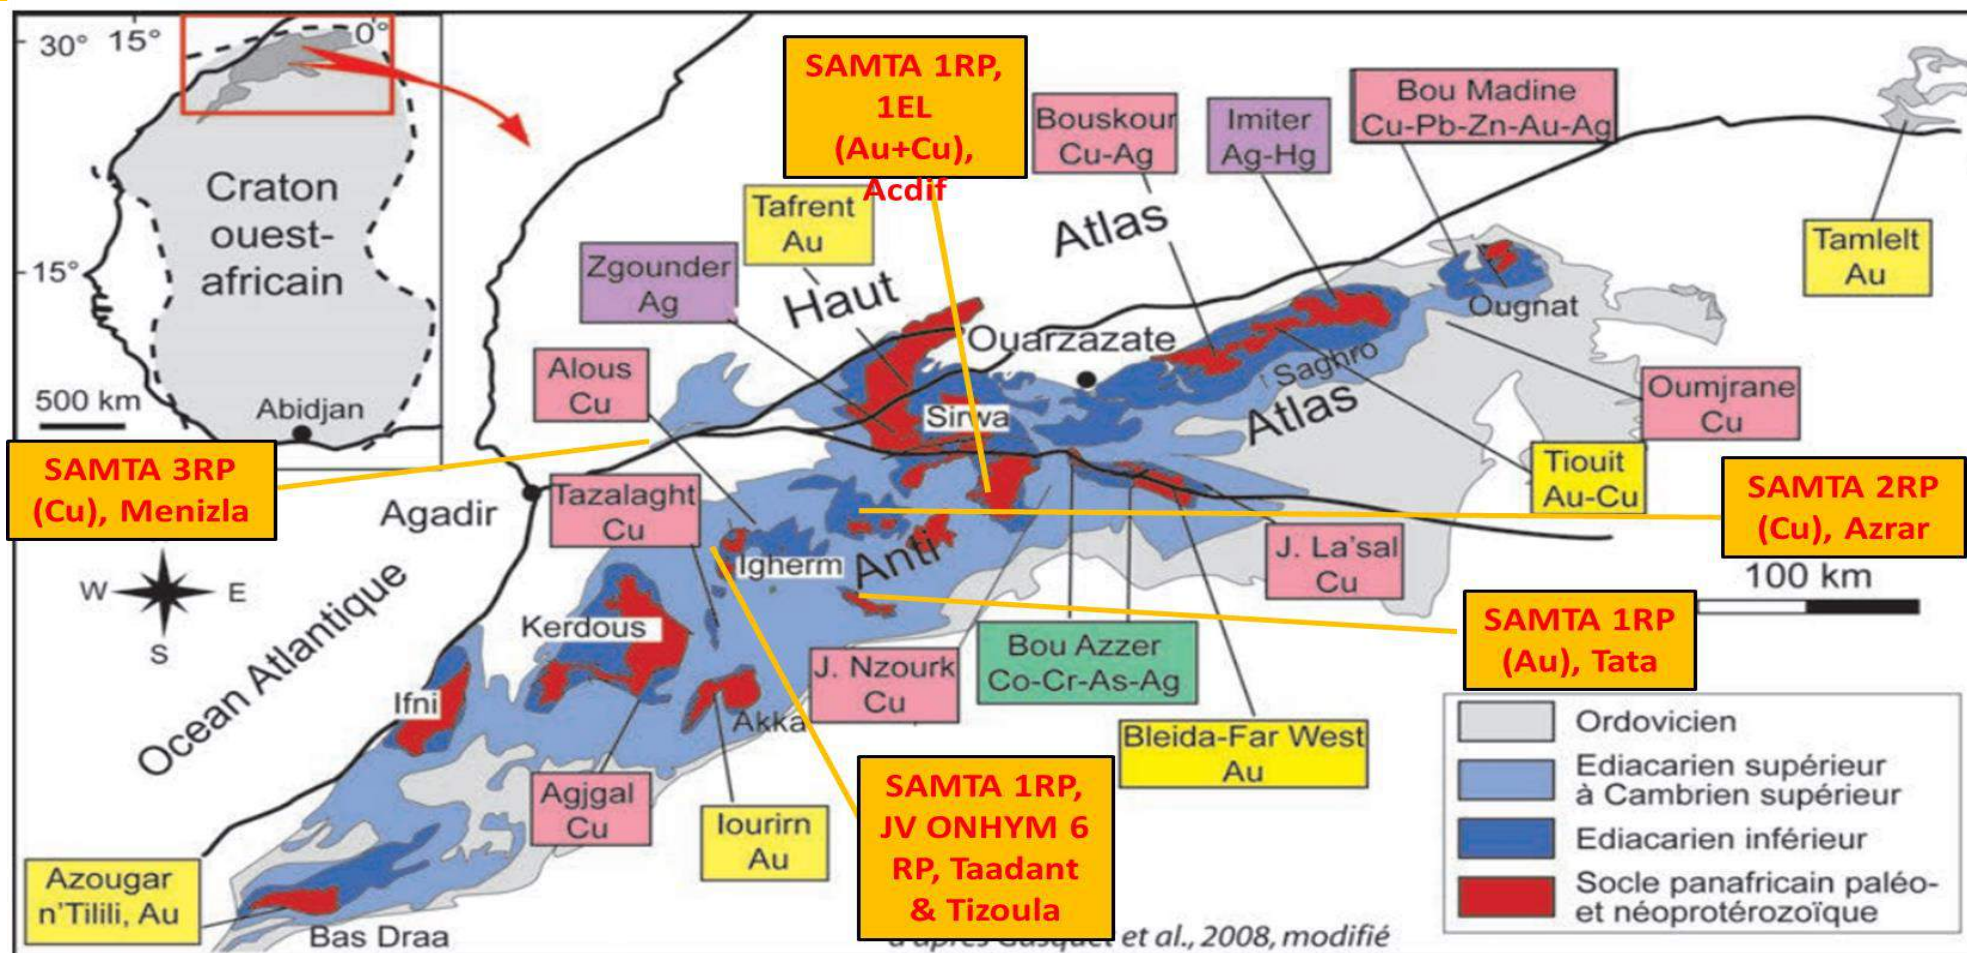 30° 15° 0°
Craton
ouest-
africain
15°
500 km
Abidjan
SAMTA 1RP,
1EL
(Au+Cu),
Acdif
Bouskour
Cu-Ag
Imiter
Ag-Hg
Bou Madine
Cu-Pb-Zn-Au-Ag
Tamlelt
Au
Tafrent
Au
Zgounder
Ag
Haut
Atlas
Ouarzazate
Ougnat
Saghro
Alous
Cu
Sirwa
Atlas
Oumjrane
Cu
SAMTA 3RP
(Cu), Menizla
Agadir
Tazalaght
Cu
Tiouit
Au-Cu
SAMTA 2RP
(Cu), Azrar
J. La'sal
Cu
Igherm
Anti
100 km
W E
S
Ocean Atlantique
Kerdous
Bou Azzer
Co-Cr-As-Ag
SAMTA 1RP
(Au), Tata
J. Nzourk
Cu
Ifni
Akka
Bleida-Far West
Au
Agjgal
Cu
Iourirn
Au
SAMTA 1RP,
JV ONHYM 6
RP, Taadant
& Tizoula
Azougar
n'Tilili, Au
Bas Draa
Ordovicien
Ediacarien supérieur
à Cambrien supérieur
Ediacarien inférieur
Socle panafricain paléo-
et néoprotérozoïque
d'après Gasquet et al., 2008, modifié